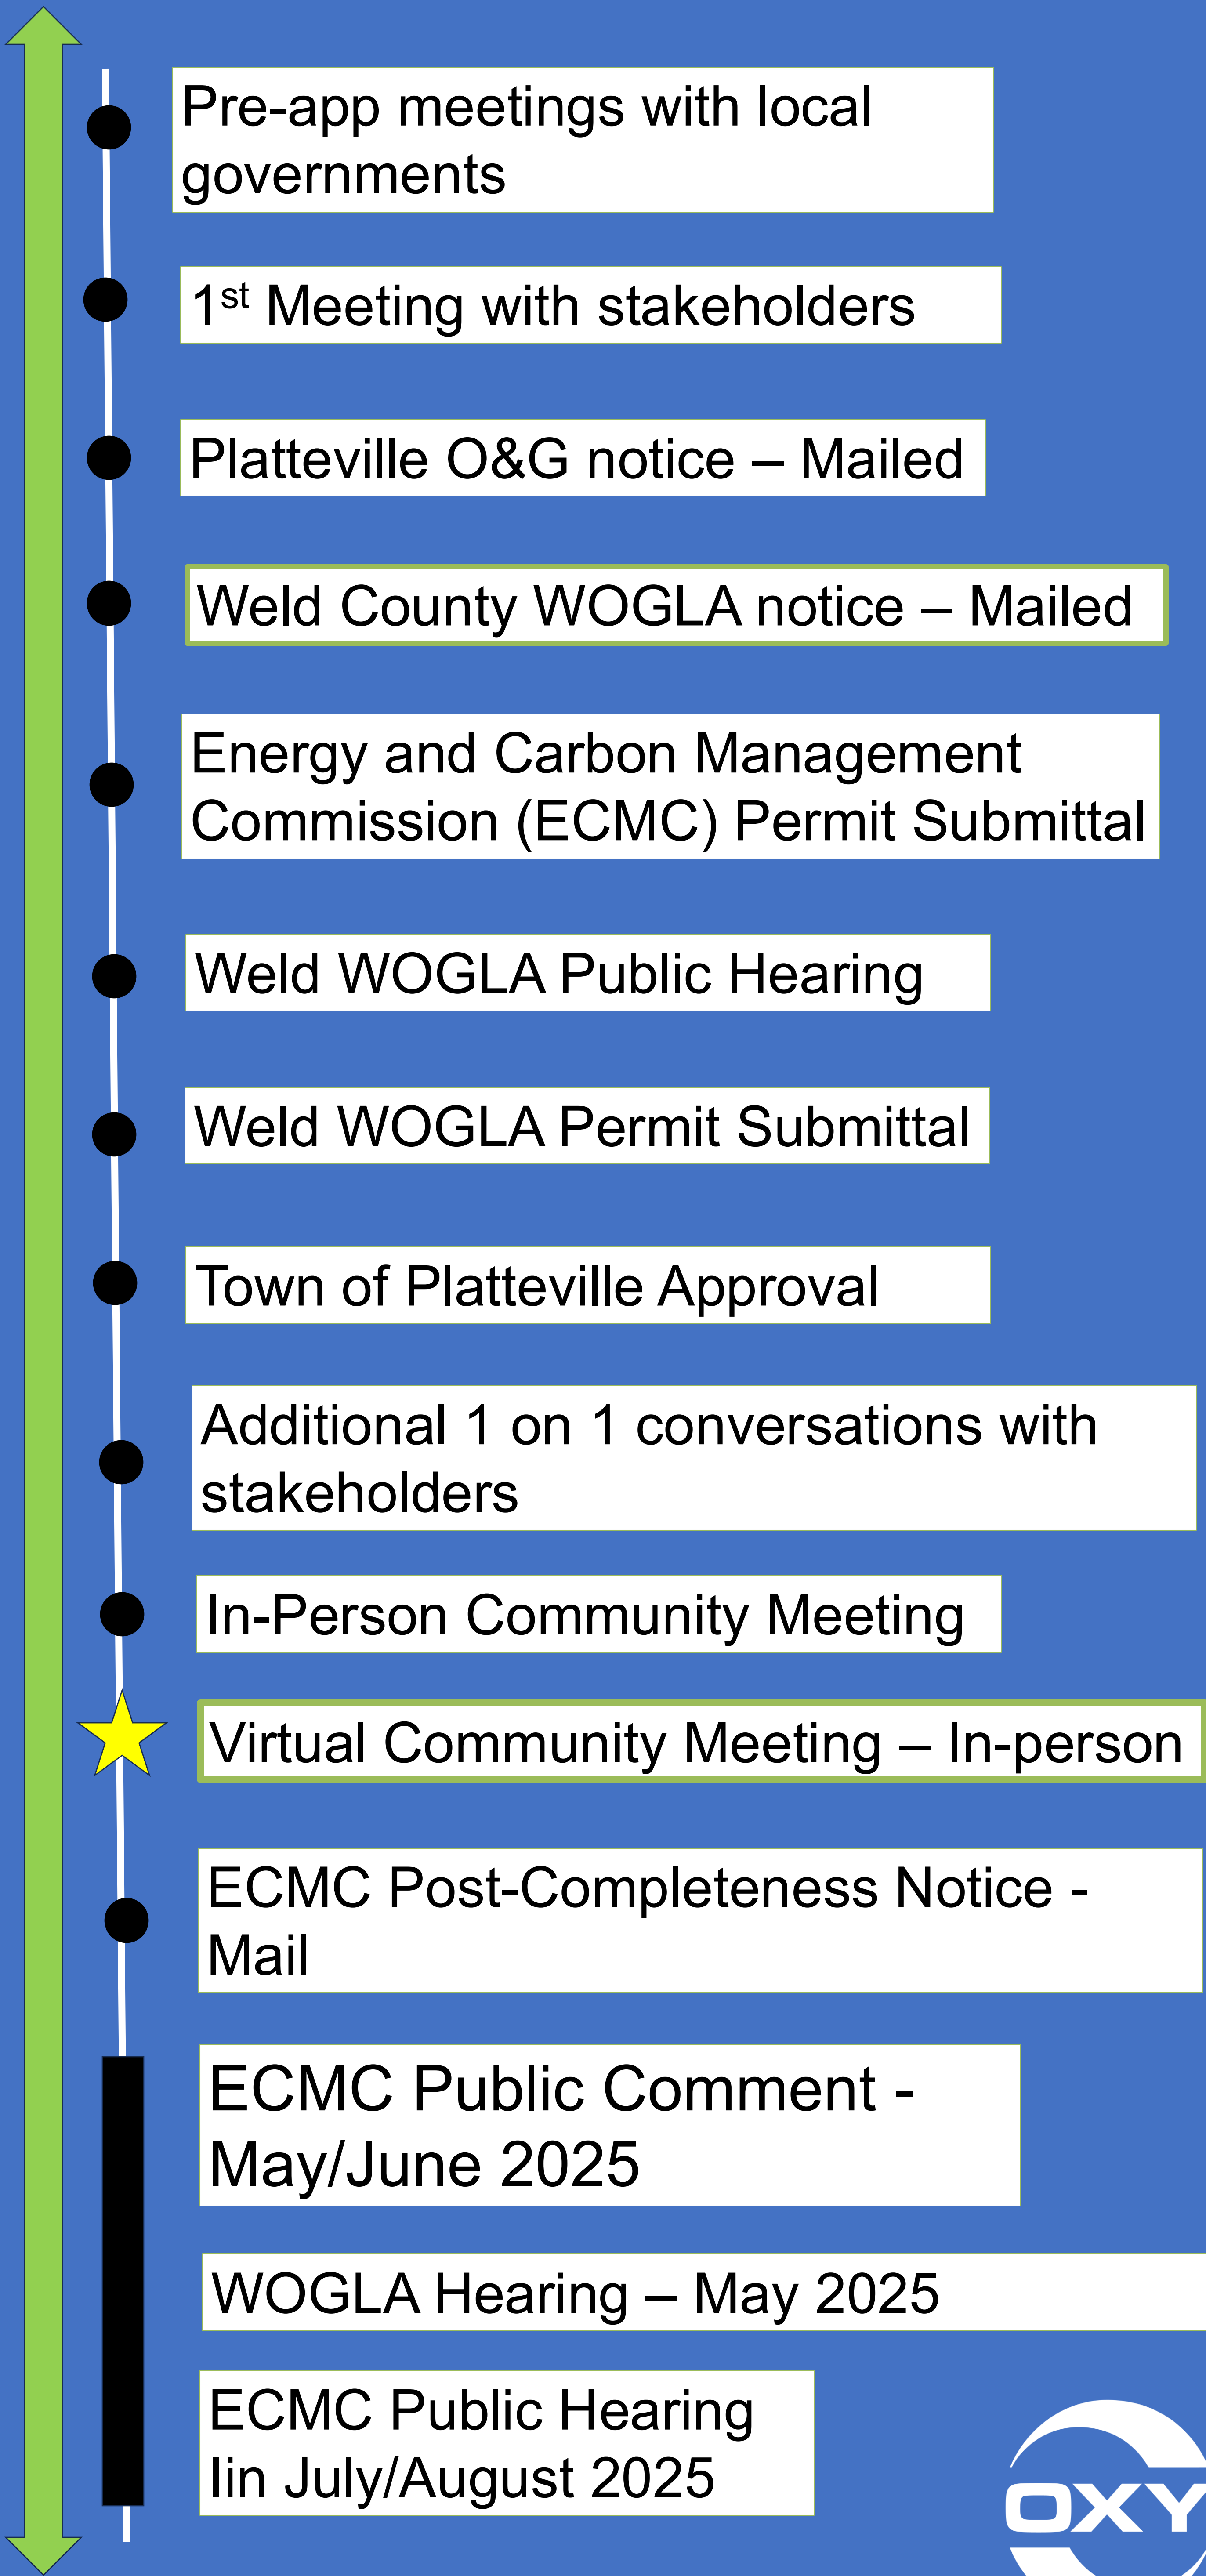 Pre-app meetings with local
governments
1st Meeting with stakeholders
Platteville O&G notice – Mailed
Weld County WOGLA notice – Mailed
Energy and Carbon Management
Commission (ECMC) Permit Submittal
Weld WOGLA Public Hearing
Weld WOGLA Permit Submittal
Town of Platteville Approval
Additional 1 on 1 conversations with
stakeholders
In-Person Community Meeting
Virtual Community Meeting – In-person
ECMC Post-Completeness Notice -
Mail
ECMC Public Comment -
May/June 2025
WOGLA Hearing – May 2025
ECMC Public Hearing
Iin July/August 2025
OXY